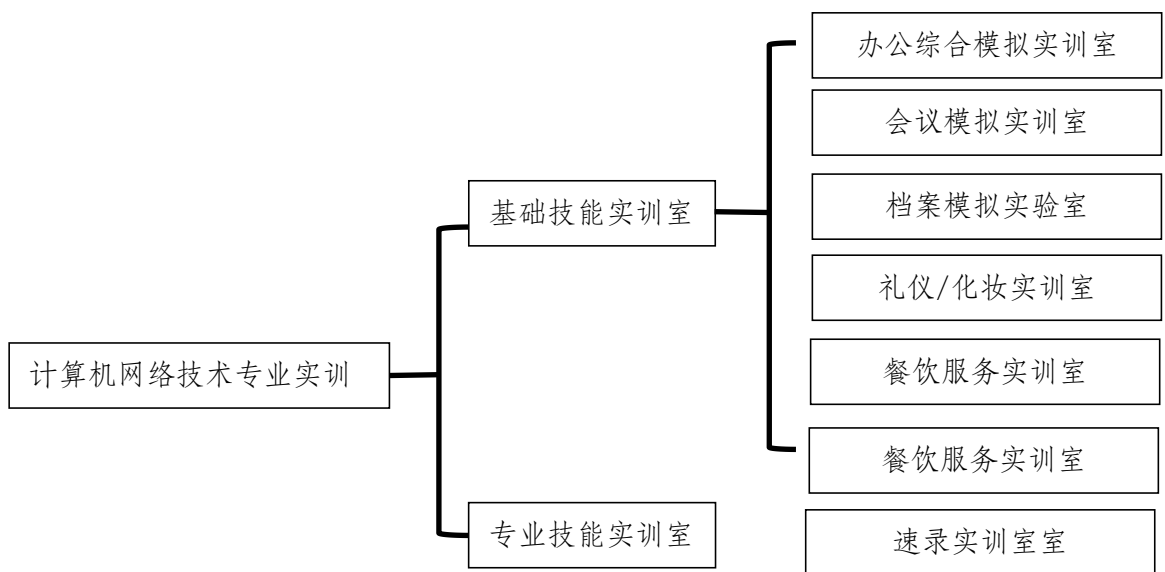 办公综合模拟实训室
会议模拟实训室
基础技能实训室
档案模拟实验室
礼仪/化妆实训室
计算机网络技术专业实训
餐饮服务实训室
餐饮服务实训室
专业技能实训室
速录实训室室